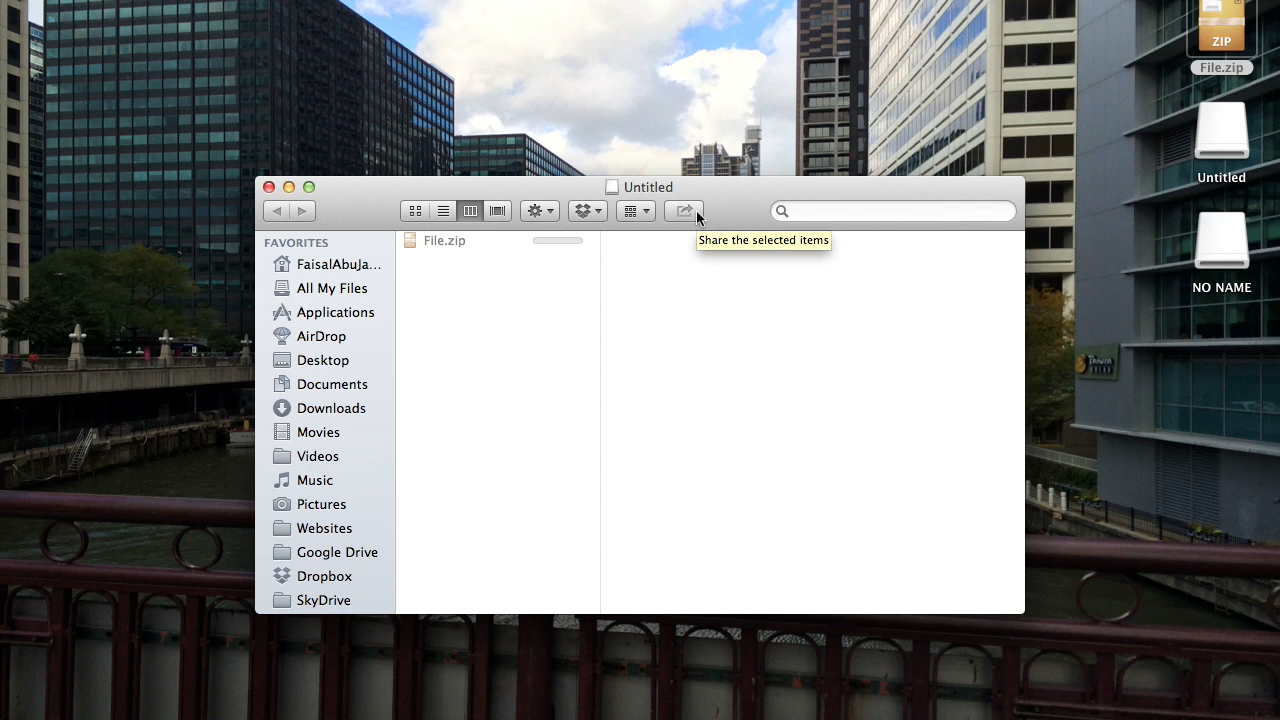 ZIP
File.zip
Untitled
Share the selected items
FAVORITES
FaisalAbuJa...
All My Files
Applications
AirDrop
Desktop
Documents
Downloads
Movies
Videos
Music
Pictures
Websites
Google Drive
Dropbox
SkyDrive
File.zip
Untitled
NO NAME
Panera